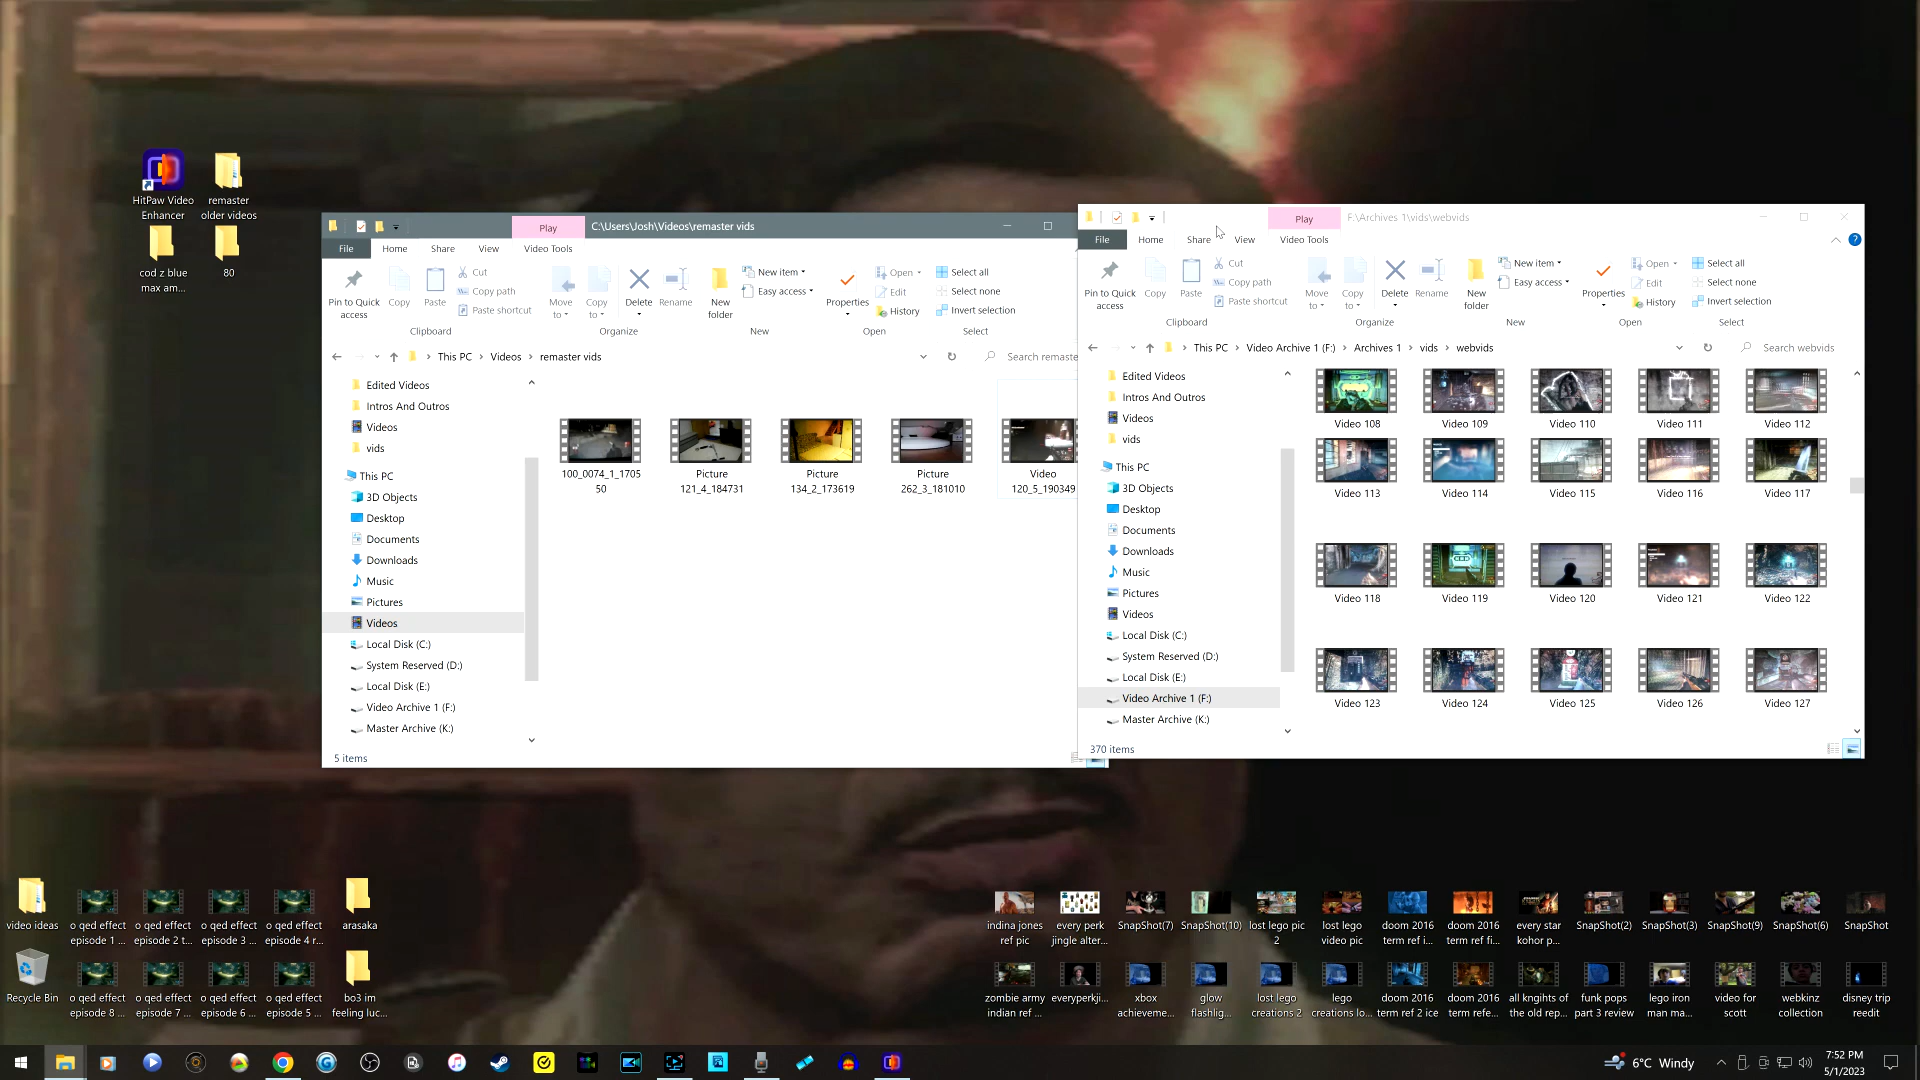 HitPaw Video
Enhancer
remaster
older videos
cod z blue
max am...
80
Play
C:\Users\Josh\Videos\remaster vids
File
Home
Share
View
Video Tools
Pin to Quick
access
Copy
Paste
Cut
Copy path
Paste shortcut
Clipboard
Move
to
Copy
to
Delete
Rename
Organize
New
folder
New item
Easy access
New
Properties
Open
Edit
History
Open
Select all
Select none
Invert selection
Select
This PC > Videos > remaster vids
Search remaste
Edited Videos
Intros And Outros
Videos
vids
This PC
3D Objects
Desktop
Documents
Downloads
Music
Pictures
Videos
Local Disk (C:)
System Reserved (D:)
Local Disk (E:)
Video Archive 1 (F:)
Master Archive (K:)
100_0074_1_1705
50
Picture
121_4_184731
Picture
134_2_173619
Picture
262_3_181010
Video
120_5_190349
5 items
Play
F:\Archives 1\vids\webvids
File
Home
Share
View
Video Tools
Pin to Quick
access
Copy
Paste
Cut
Copy path
Paste shortcut
Clipboard
Move
to
Copy
to
Delete
Rename
Organize
New
folder
New item
Easy access
New
Properties
Open
Edit
History
Open
Select all
Select none
Invert selection
Select
This PC > Video Archive 1 (F:) > Archives 1 > vids > webvids
Search webvids
Edited Videos
Intros And Outros
Videos
vids
This PC
3D Objects
Desktop
Documents
Downloads
Music
Pictures
Videos
Local Disk (C:)
System Reserved (D:)
Local Disk (E:)
Video Archive 1 (F:)
Master Archive (K:)
Video 108
Video 109
Video 110
Video 111
Video 112
Video 113
Video 114
Video 115
Video 116
Video 117
Video 118
Video 119
Video 120
Video 121
Video 122
Video 123
Video 124
Video 125
Video 126
Video 127
370 items
video ideas
o qed effect
episode 1 ...
o qed effect
episode 2 t...
o qed effect
episode 3 ...
o qed effect
episode 4 r...
arasaka
Recycle Bin
o qed effect
episode 8 ...
o qed effect
episode 7 ...
o qed effect
episode 6 ...
o qed effect
episode 5 ...
bo3 im
feeling luc...
indina jones
ref pic
every perk
jingle alter...
SnapShot(7)
SnapShot(10)
lost lego pic
2
lost lego
video pic
doom 2016
term ref i...
doom 2016
term ref fi...
every star
kohor p...
SnapShot(2)
SnapShot(3)
SnapShot(9)
SnapShot(6)
SnapShot
zombie army
indian ref ...
everyperkji...
xbox
achieveme...
glow
flashlig...
lost lego
creations 2
lego
creations lo...
doom 2016
term ref 2 ice
doom 2016
term refe...
all kngihts of
the old rep...
funk pops
part 3 review
lego iron
man ma...
video for
scott
webkinz
collection
disney trip
reedit
6°C Windy
7:52 PM
5/1/2023